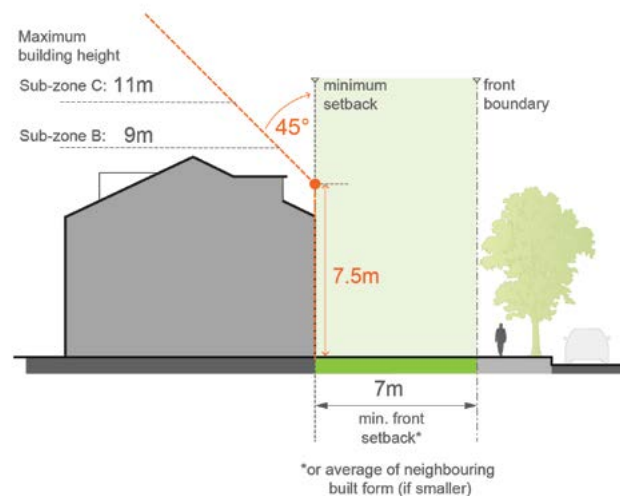 Maximum
building height
Sub-zone C: 11m
Sub-zone B: 9m
45°
minimum
setback
front
boundary
7.5m
7m
min. front
setback*
*or average of neighbouring
built form (if smaller)